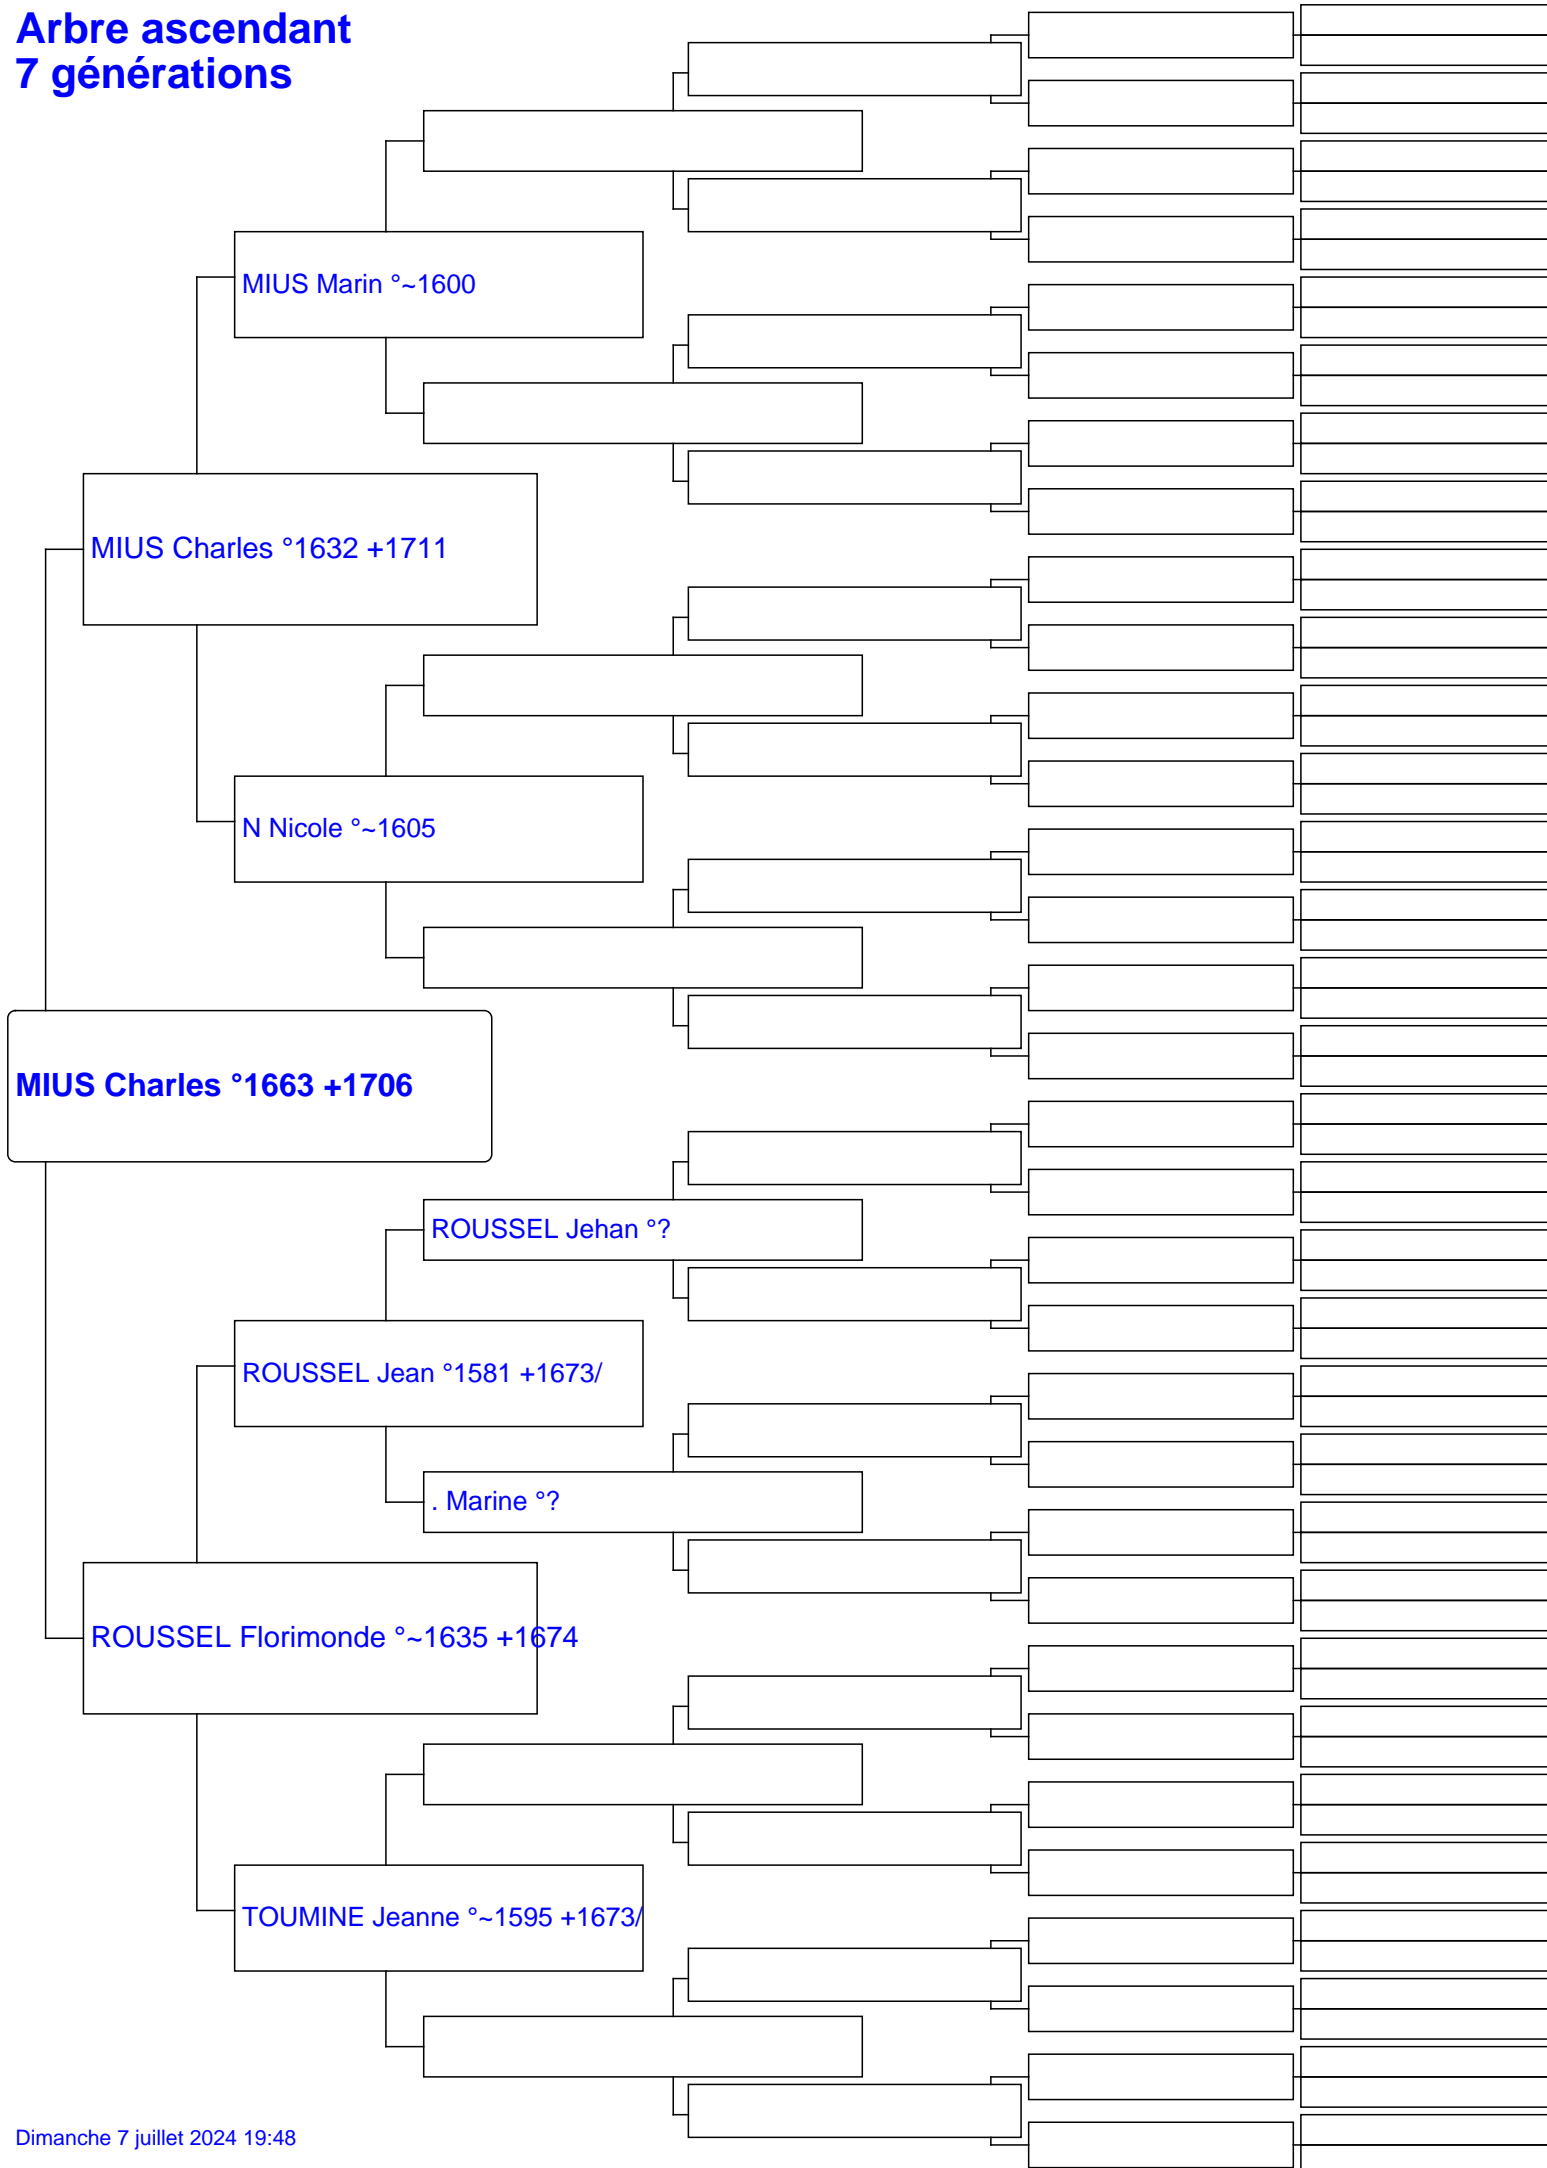 Arbre ascendant
7 générations
MIUS Marin °~1600
MIUS Charles °1632 +1711
N Nicole °~1605
MIUS Charles °1663 +1706
ROUSSEL Jehan °?
ROUSSEL Jean °1581 +1673/
. Marine °?
ROUSSEL Florimonde °~1635 +1674
TOUMINE Jeanne °~1595 +1673/
Dimanche 7 juillet 2024 19:48